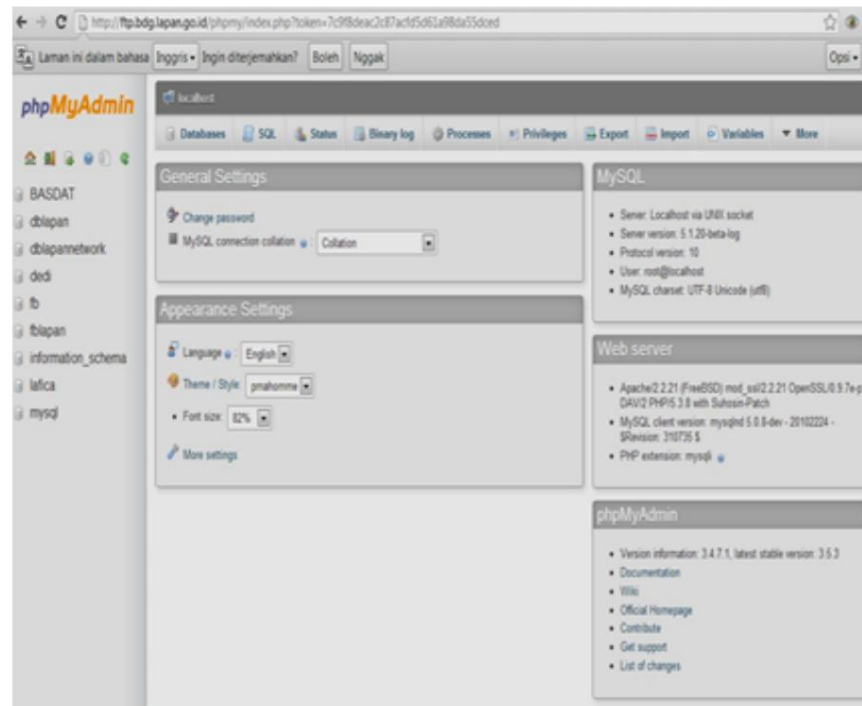 http://ftp.bdg.lapan.go.id/phpmy/index.php?token=7c9f8deac2c87acfd5d61a98da55dced
Laman ini dalam bahasa Inggris Ingin diterjemahkan? Boleh Nggak Opsi
phpMyAdmin
BASDAT
dblapan
dblapannetwork
dedi
fb
fblapan
information_schema
lafica
mysql
localhost
Databases SQL Status Binary log Processes Privileges Export Import Variables More
General Settings
Change password
MySQL connection collation : Collation
Appearance Settings
Language : English
Theme / Style: pmahomme
• Font size: 82%
More settings
MySQL
• Server: Localhost via UNIX socket
• Server version: 5.1.20-beta-log
• Protocol version: 10
• User: root@localhost
• MySQL charset: UTF-8 Unicode (utf8)
Web server
• Apache/2.2.21 (FreeBSD) mod_ssl/2.2.21 OpenSSL/0.9.7e-p
DAV/2 PHP/5.3.8 with Suhosin-Patch
• MySQL client version: mysqlnd 5.0.8-dev - 20102224 -
$Revision: 310735 $
• PHP extension: mysqli
phpMyAdmin
• Version information: 3.4.7.1, latest stable version: 3.5.3
• Documentation
• Wiki
• Official Homepage
• Contribute
• Get support
• List of changes